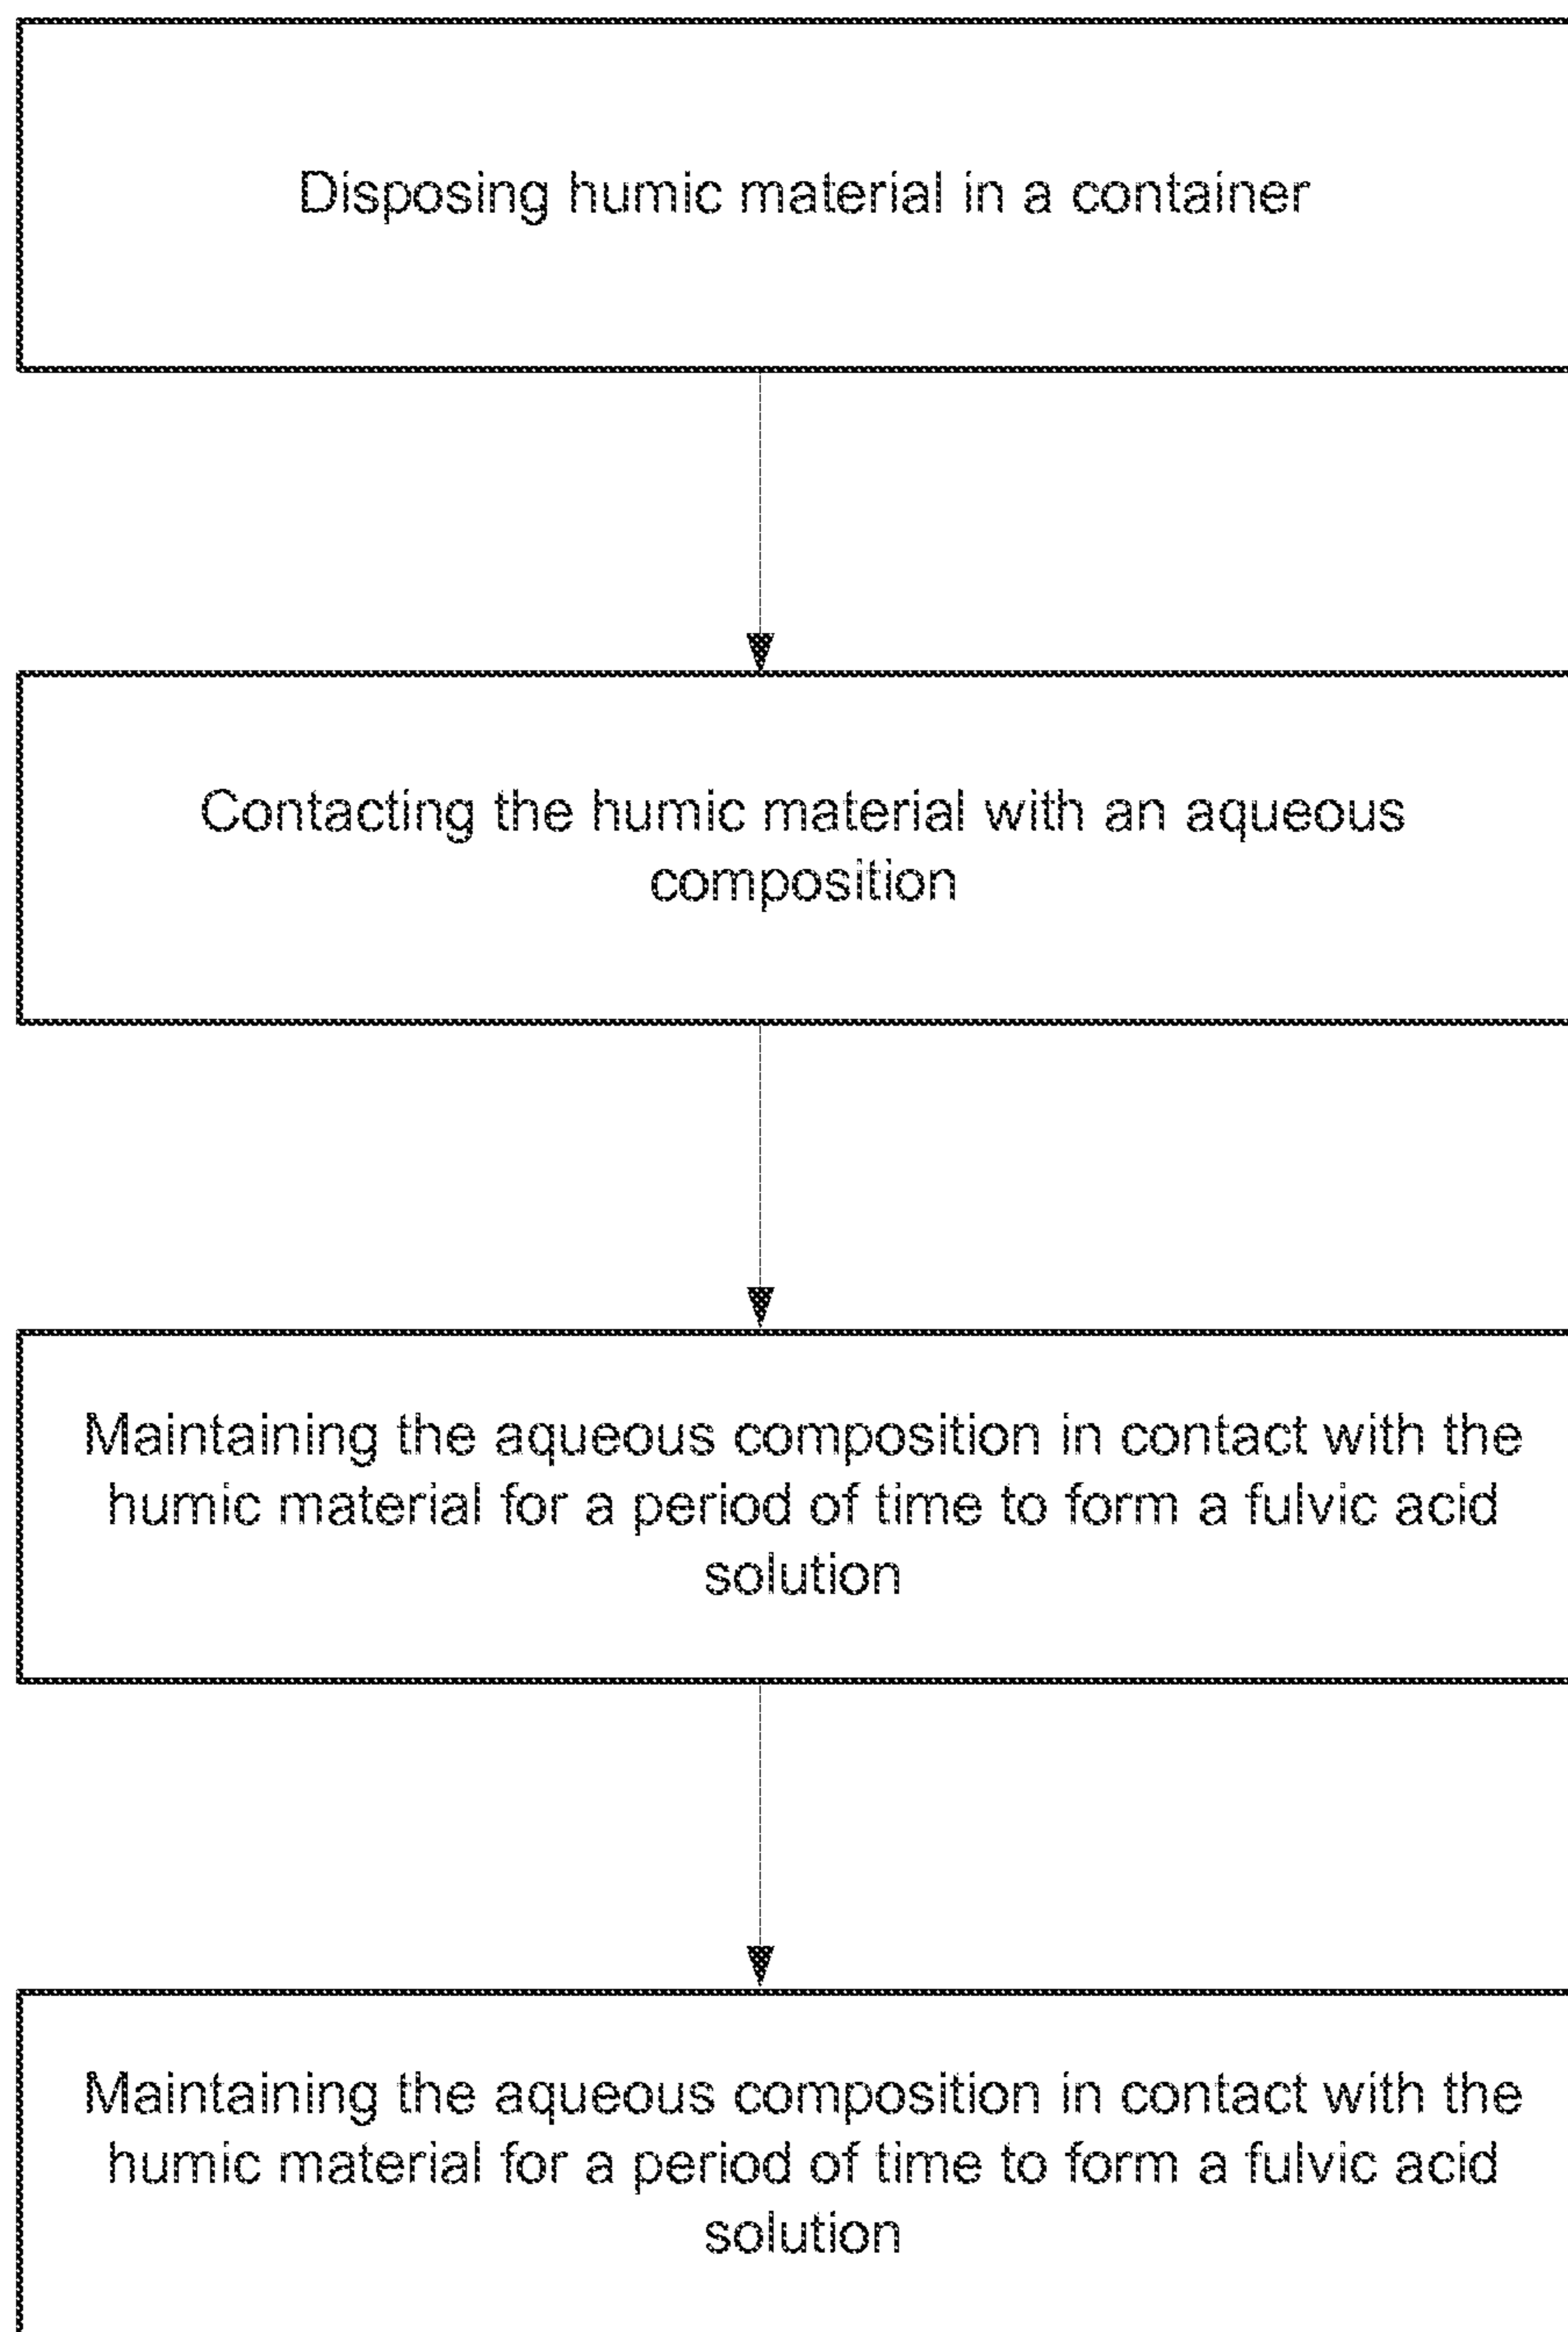 Disposing humic material in a container
Contacting the humic material with an aqueous
composition
Maintaining the aqueous composition in contact with the
humic material for a period of time to form a fulvic acid
solution
Maintaining the aqueous composition in contact with the
humic material for a period of time to form a fulvic acid
solution